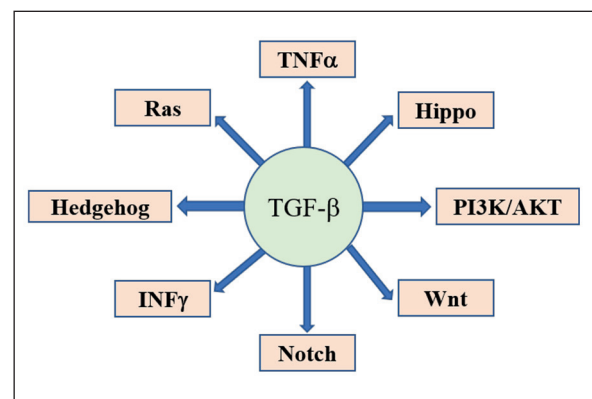 TNFα
Ras
Hippo
Hedgehog
TGF-β
PI3K/AKT
INFγ
Wnt
Notch